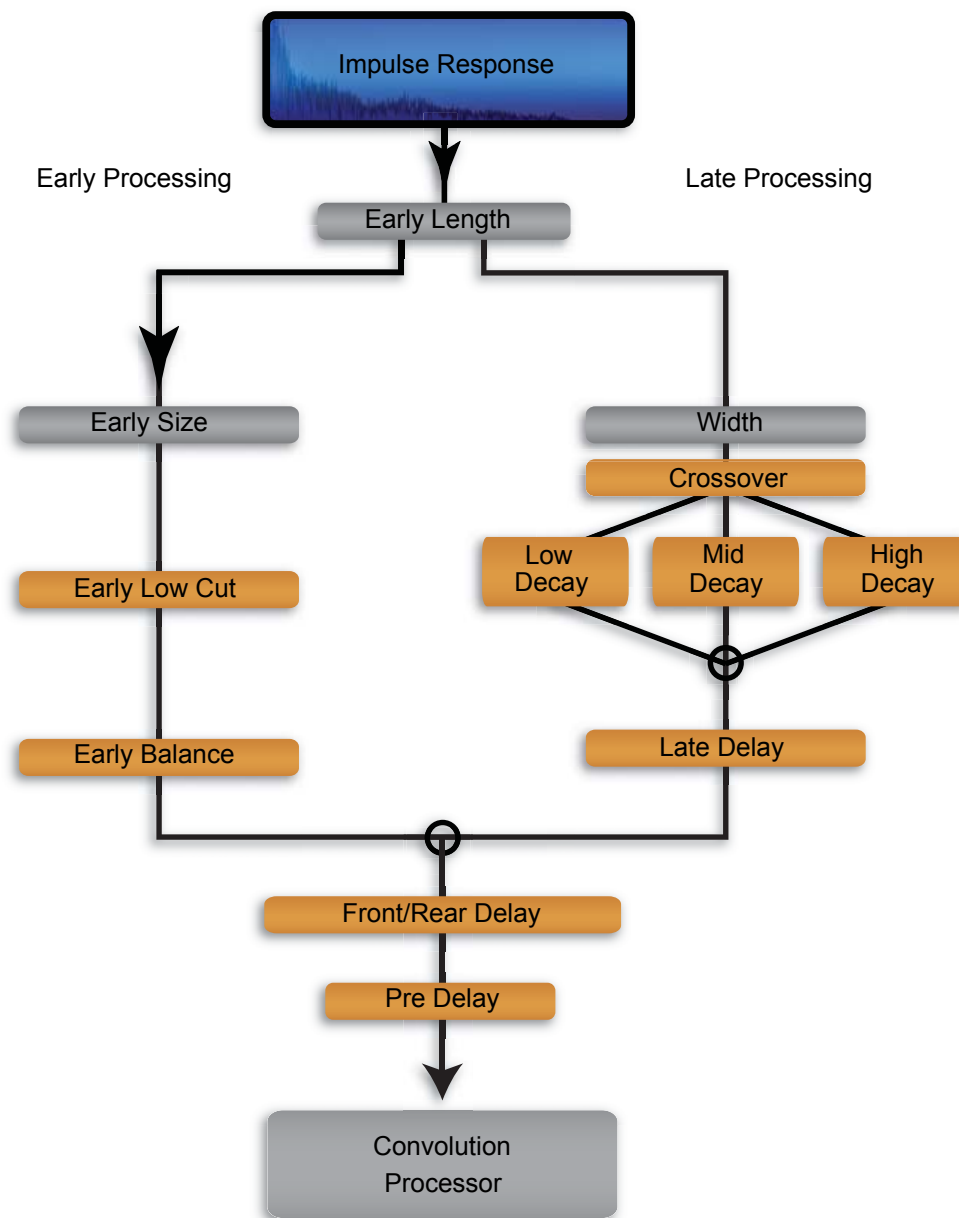 Impulse Response
Early Processing
Late Processing
Early Length
Early Size
Width
Crossover
Low
Decay
Mid
Decay
High
Decay
Early Low Cut
Early Balance
Late Delay
Front/Rear Delay
Pre Delay
Convolution
Processor